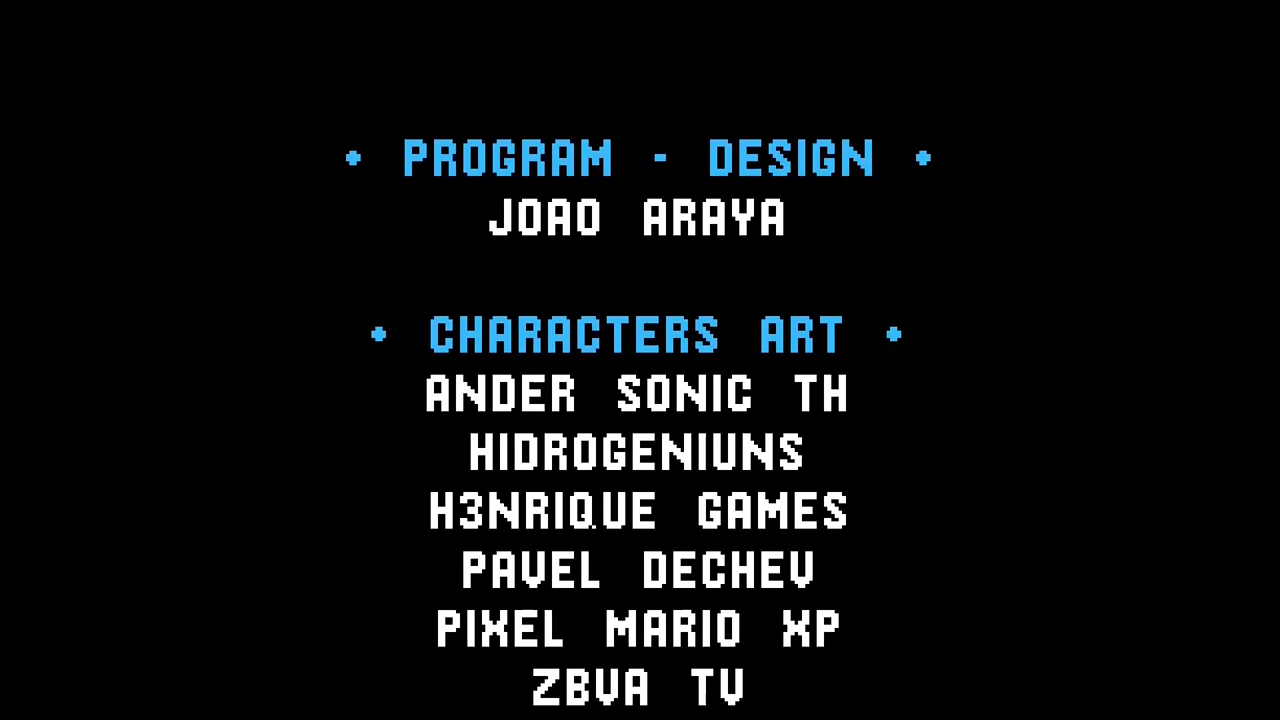 • PROGRAM - DESIGN •
JOAO ARAYA
• CHARACTERS ART •
ANDER SONIC TH
HIDROGENIUNS
H3NRIQUE GAMES
PAVEL DECHEV
PIXEL MARIO XP
ZBVA TV